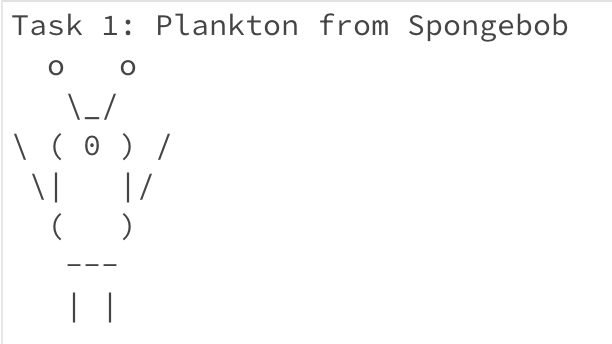 Task 1: Plankton from Spongebob
  o   o
   \_/
\ ( 0 ) /
 \|   |/
  (   )
   ---
   | |